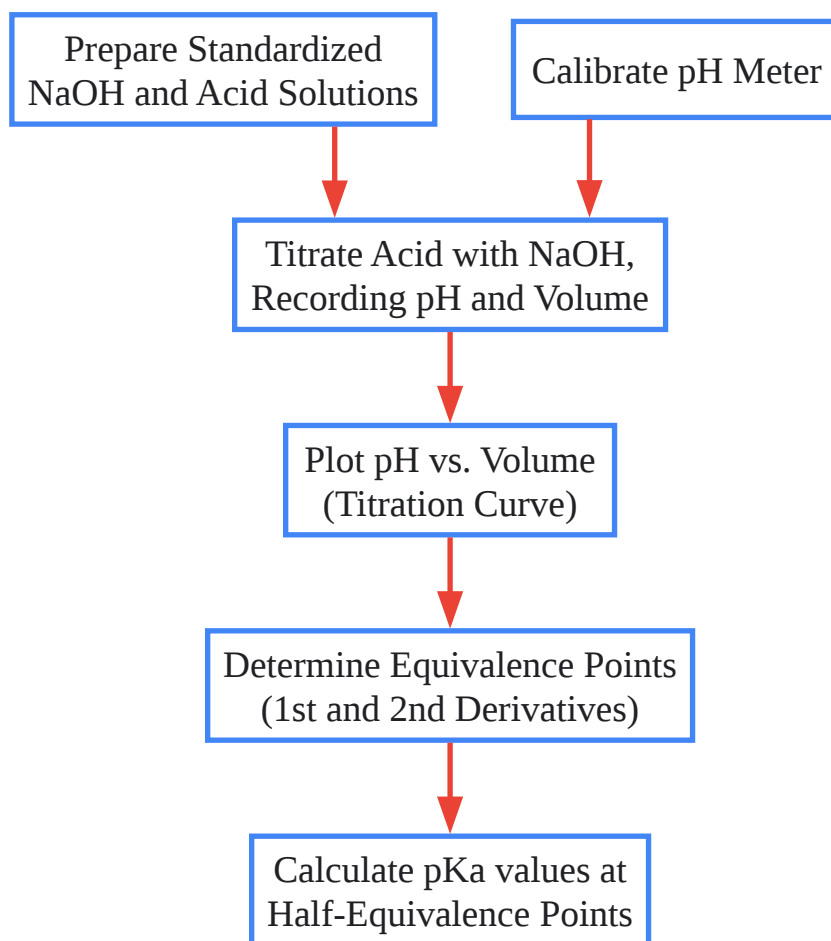 Prepare Standardized
NaOH and Acid Solutions
Calibrate pH Meter
Titrate Acid with NaOH,
Recording pH and Volume
Plot pH vs. Volume
(Titration Curve)
Determine Equivalence Points
(1st and 2nd Derivatives)
Calculate pKa values at
Half-Equivalence Points